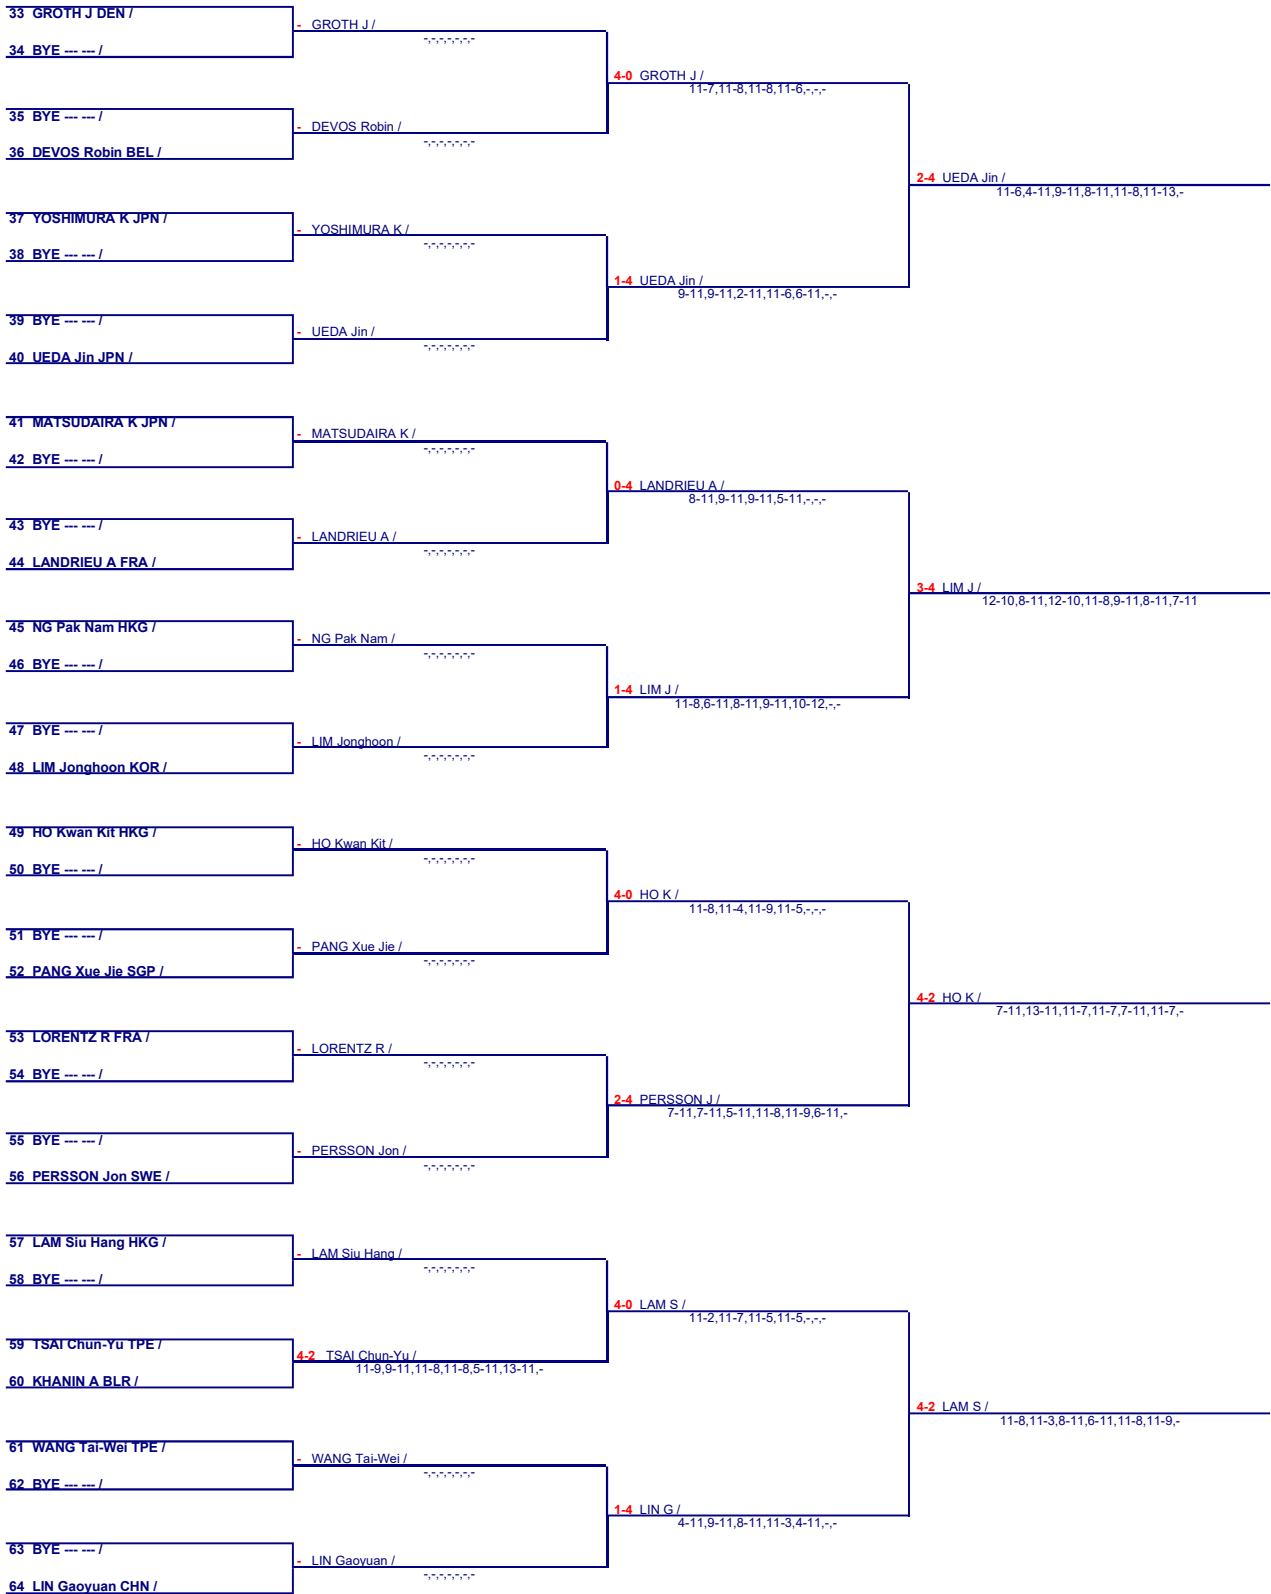 33 GROTH J DEN /
34 BYE --- --- /
35 BYE --- --- /
36 DEVOS Robin BEL /
37 YOSHIMURA K JPN /
38 BYE --- --- /
39 BYE --- --- /
40 UEDA Jin JPN /
41 MATSUDAIRA K JPN /
42 BYE --- --- /
43 BYE --- --- /
44 LANDRIEU A FRA /
45 NG Pak Nam HKG /
46 BYE --- --- /
47 BYE --- --- /
48 LIM Jonghoon KOR /
49 HO Kwan Kit HKG /
50 BYE --- --- /
51 BYE --- --- /
52 PANG Xue Jie SGP /
53 LORENTZ R FRA /
54 BYE --- --- /
55 BYE --- --- /
56 PERSSON Jon SWE /
57 LAM Siu Hang HKG /
58 BYE --- --- /
59 TSAI Chun-Yu TPE /
60 KHANIN A BLR /
61 WANG Tai-Wei TPE /
62 BYE --- --- /
63 BYE --- --- /
64 LIN Gaoyuan CHN /
- GROTH J /
-,-,-,-,-,-,-
- DEVOS Robin /
-,-,-,-,-,-,-
- YOSHIMURA K /
-,-,-,-,-,-,-
- UEDA Jin /
-,-,-,-,-,-,-
- MATSUDAIRA K /
-,-,-,-,-,-,-
- LANDRIEU A /
-,-,-,-,-,-,-
- NG Pak Nam /
-,-,-,-,-,-,-
- LIM Jonghoon /
-,-,-,-,-,-,-
- HO Kwan Kit /
-,-,-,-,-,-,-
- PANG Xue Jie /
-,-,-,-,-,-,-
- LORENTZ R /
-,-,-,-,-,-,-
- PERSSON Jon /
-,-,-,-,-,-,-
- LAM Siu Hang /
-,-,-,-,-,-,-
4-2 TSAI Chun-Yu /
11-9,9-11,11-8,11-8,5-11,13-11,-
- WANG Tai-Wei /
-,-,-,-,-,-,-
- LIN Gaoyuan /
-,-,-,-,-,-,-
4-0 GROTH J /
11-7,11-8,11-8,11-6,-,-,-
1-4 UEDA Jin /
9-11,9-11,2-11,11-6,6-11,-,-
0-4 LANDRIEU A /
8-11,9-11,9-11,5-11,-,-,-
1-4 LIM J /
11-8,6-11,8-11,9-11,10-12,-,-
4-0 HO K /
11-8,11-4,11-9,11-5,-,-,-
2-4 PERSSON J /
7-11,7-11,5-11,11-8,11-9,6-11,-
4-0 LAM S /
11-2,11-7,11-5,11-5,-,-,-
1-4 LIN G /
4-11,9-11,8-11,11-3,4-11,-,-
2-4 UEDA Jin /
11-6,4-11,9-11,8-11,11-8,11-13,-
3-4 LIM J /
12-10,8-11,12-10,11-8,9-11,8-11,7-11
4-2 HO K /
7-11,13-11,11-7,11-7,7-11,11-7,-
4-2 LAM S /
11-8,11-3,8-11,6-11,11-8,11-9,-